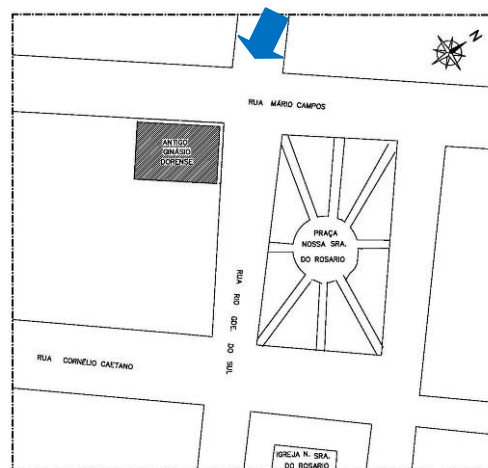 N
RUA MÁRIO CAMPOS
ANTIGO
GINÁSIO
DORENSE
PRAÇA
NOSSA SRA.
DO ROSARIO
RUA RIO GDE. DO SUL
RUA CORNÉLIO CAETANO
IGREJA N. SRA.
DO ROSARIO